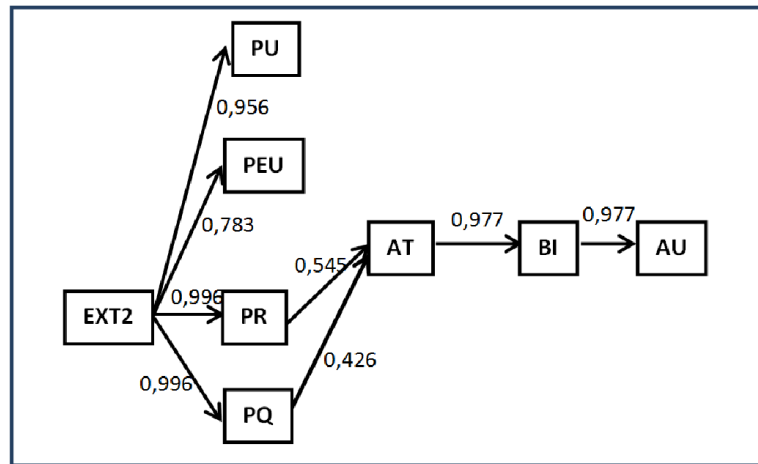 PU
0,956
PEU
0,783
AT
0,977
BI
0,977
AU
0,545
EXT2
0,996
PR
0,996
0,426
PQ